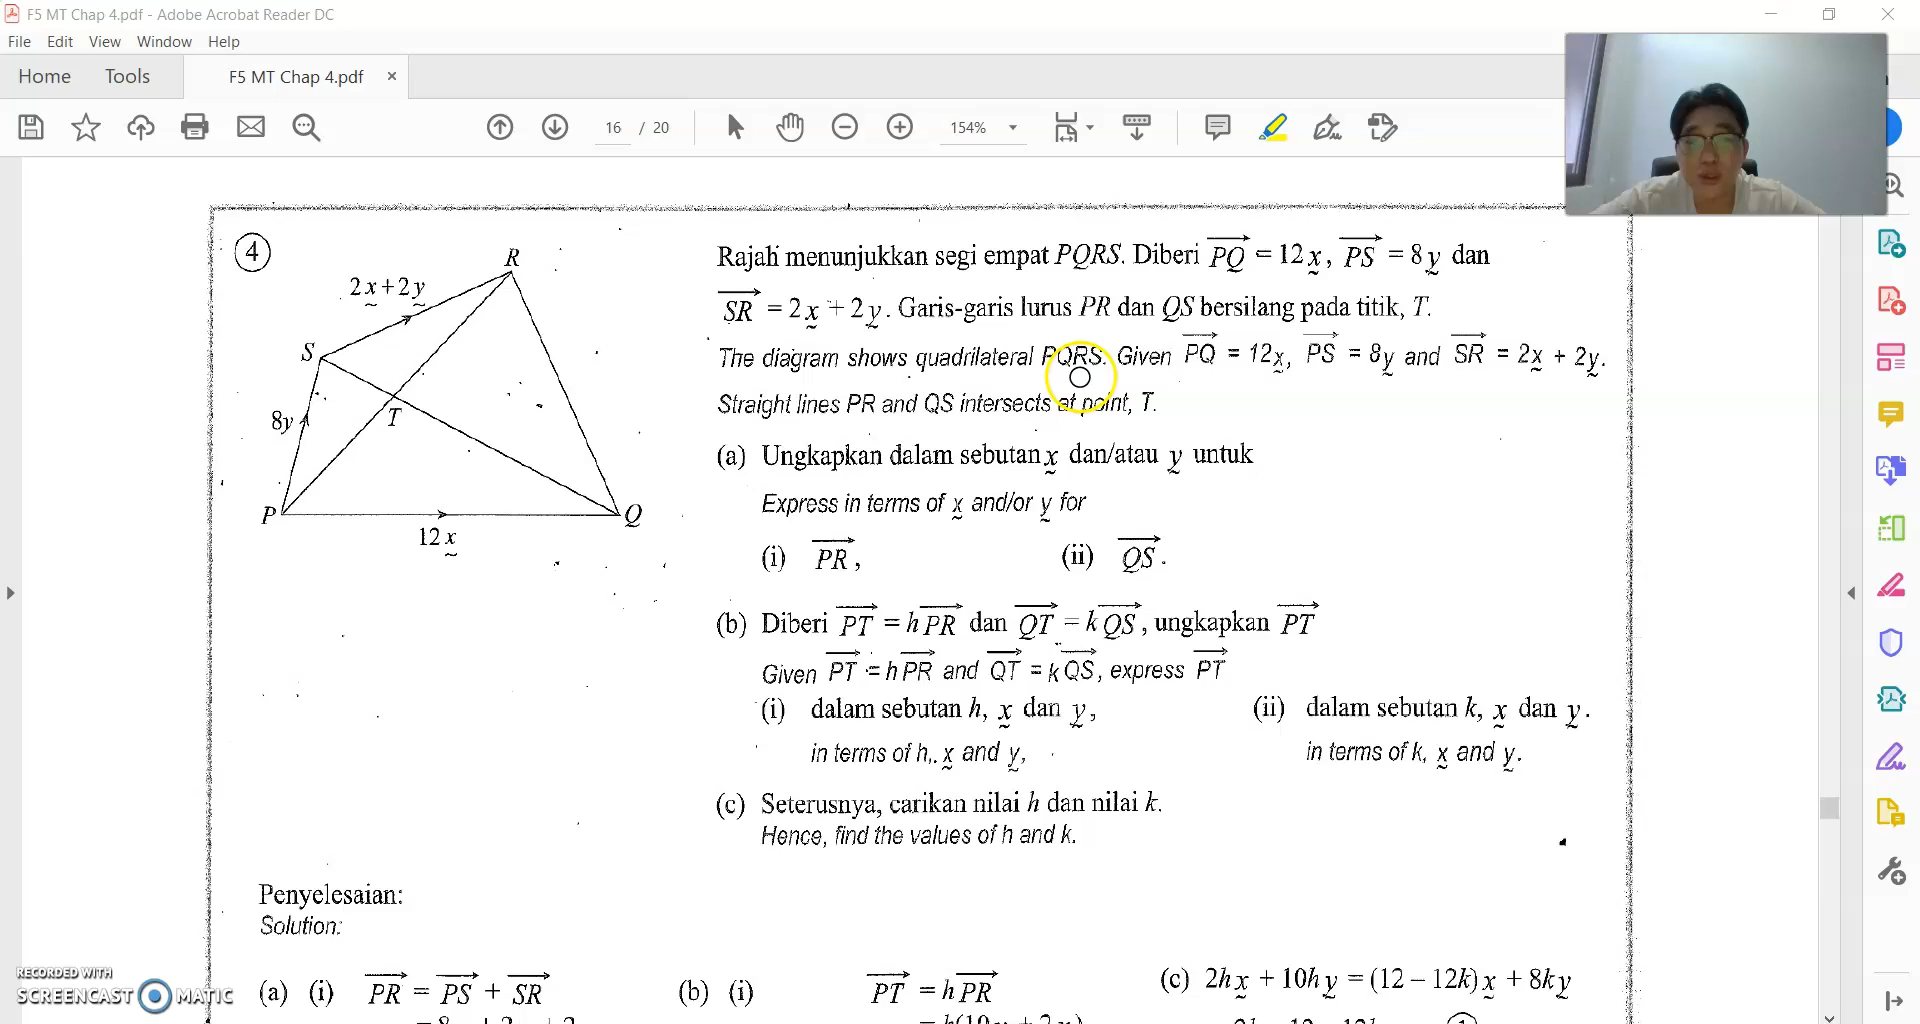 F5 MT Chap 4.pdf - Adobe Acrobat Reader DC
File Edit View Window Help
Home Tools F5 MT Chap 4.pdf ×
16 / 20 154%
4
R
2x + 2y
S
8y
T
P
Q
12x
Rajah menunjukkan segi empat PQRS. Diberi PQ = 12x, PS = 8y dan
SR = 2x + 2y. Garis-garis lurus PR dan QS bersilang pada titik, T.
The diagram shows quadrilateral PQRS. Given PQ = 12x, PS = 8y and SR = 2x + 2y.
Straight lines PR and QS intersects at point, T.
(a) Ungkapkan dalam sebutan x dan/atau y untuk
Express in terms of x and/or y for
(i) PR, (ii) QS.
(b) Diberi PT = hPR dan QT = kQS, ungkapkan PT
Given PT = hPR and QT = kQS, express PT
(i) dalam sebutan h, x dan y, (ii) dalam sebutan k, x dan y.
in terms of h, x and y, in terms of k, x and y.
(c) Seterusnya, carikan nilai h dan nilai k.
Hence, find the values of h and k.
Penyelesaian:
Solution:
(a) (i) PR = PS + SR (b) (i) PT = hPR (c) 2hx + 10hy = (12 – 12k)x + 8ky
RECORDED WITH
SCREENCAST MATIC